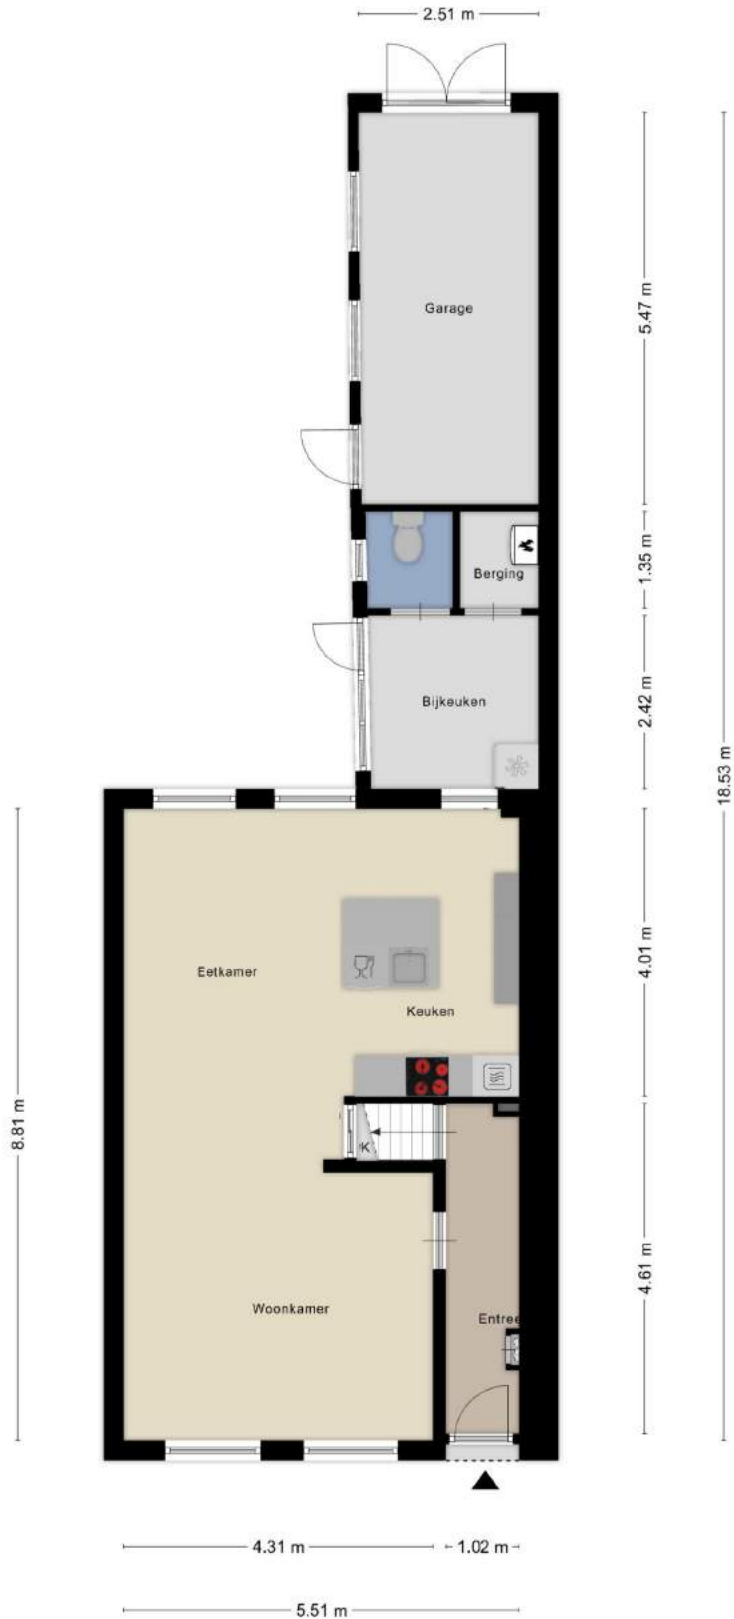 2.51 m
Garage
5.47 m
1.35 m
Berging
Bijkeuken
2.42 m
18.53 m
Eetkamer
Keuken
4.01 m
8.81 m
K
Woonkamer
Entree
4.61 m
4.31 m
1.02 m
5.51 m